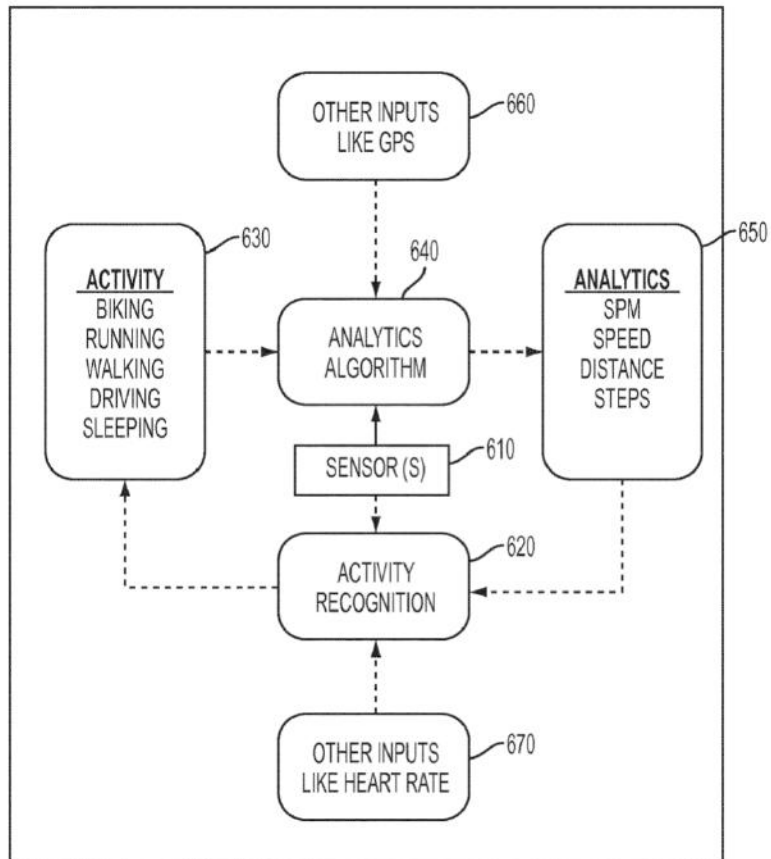 OTHER INPUTS
LIKE GPS
660
630
ACTIVITY
BIKING
RUNNING
WALKING
DRIVING
SLEEPING
640
ANALYTICS
ALGORITHM
650
ANALYTICS
SPM
SPEED
DISTANCE
STEPS
SENSOR (S)
610
620
ACTIVITY
RECOGNITION
OTHER INPUTS
LIKE HEART RATE
670